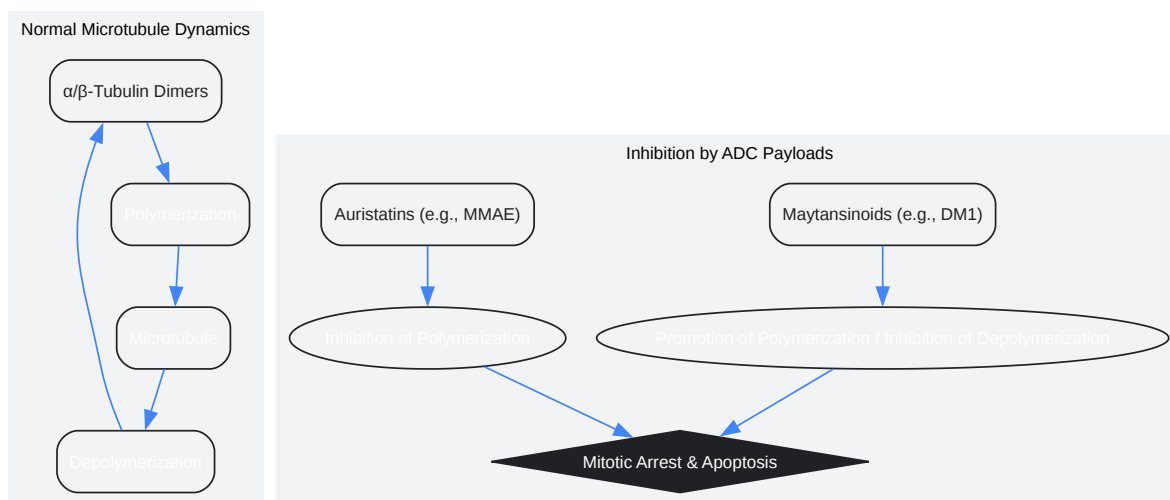 Normal Microtubule Dynamics
α/β-Tubulin Dimers
Polymerization
Microtubule
Depolymerization
Inhibition by ADC Payloads
Auristatins (e.g., MMAE)
Maytansinoids (e.g., DM1)
Inhibition of Polymerization
Promotion of Polymerization / Inhibition of Depolymerization
Mitotic Arrest & Apoptosis